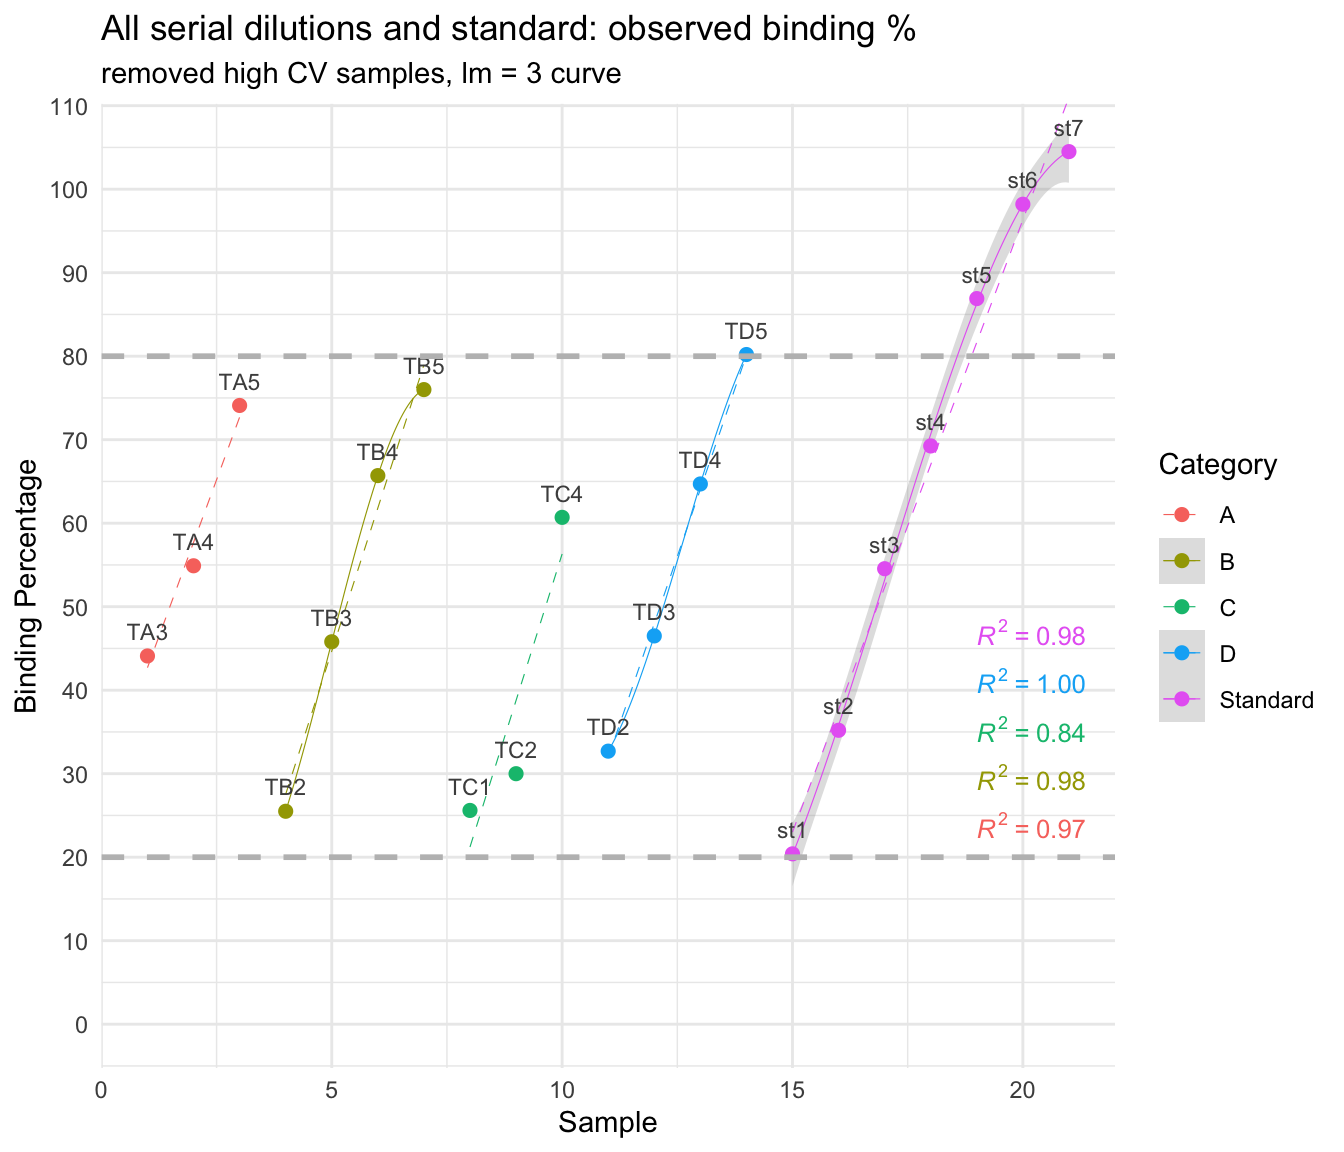 All serial dilutions and standard: observed binding %
removed high CV samples, lm = 3 curve
110
100
90
80
70
60
50
40
30
20
10
0
Binding Percentage
TA3
TA4
TA5
TB2
TB3
TB4
TB5
TC1
TC2
TC4
TD2
TD3
TD4
TD5
st1
st2
st3
st4
st5
st6
st7
R² = 0.98
R² = 1.00
R² = 0.84
R² = 0.98
R² = 0.97
0 5 10 15 20
Sample
Category
A
B
C
D
Standard